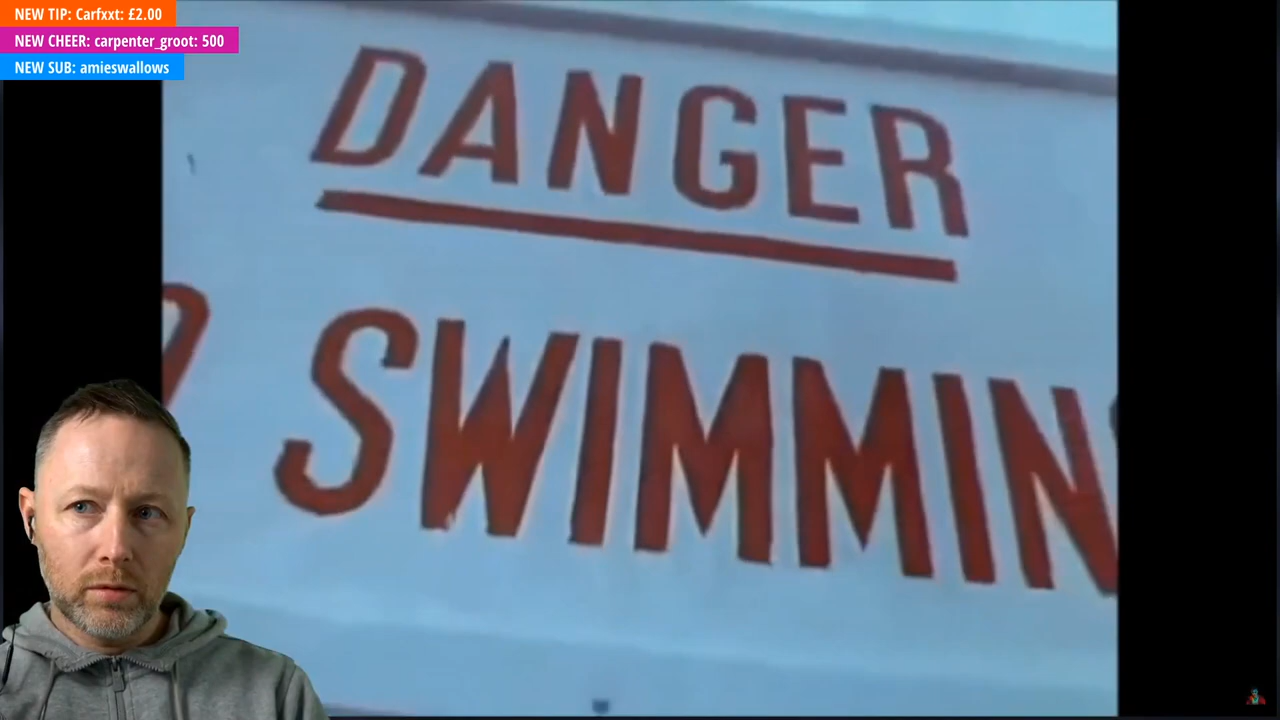 NEW TIP: Carfxxt: £2.00
NEW CHEER: carpenter_groot: 500
NEW SUB: amieswallows
DANGER
SWIMMIN